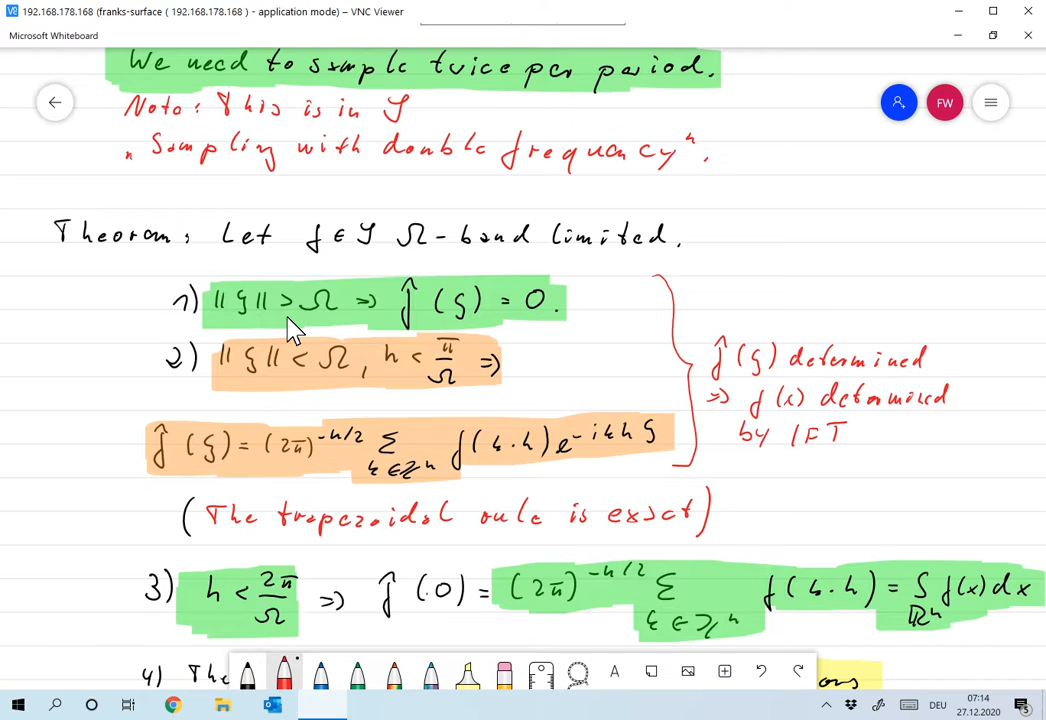 192.168.178.168 (franks-surface ( 192.168.178.168 ) - application mode) – VNC Viewer
Microsoft Whiteboard
We need to sample twice per period.
FW
Note: This is in 𝒮
„Sampling with double frequency".
Theorem: Let f ∈ 𝒮 Ω-band limited.
1) ||ξ|| > Ω ⇒ f̂(ξ) = 0.
2) ||ξ|| < Ω, h < π/Ω ⇒
f̂(ξ) determined
⇒ f(x) determined
by IFT
f̂(ξ) = (2π)^{-n/2} Σ_{k∈ℤ^n} f(k·h) e^{-ikhξ}
(The trapezoidal rule is exact)
3) h < 2π/Ω ⇒ f̂(0) = (2π)^{-n/2} Σ_{k∈ℤ^n} f(k·h) = ∫_{ℝ^n} f(x)dx
4) The
ons
A
DEU
07:14
27.12.2020
5